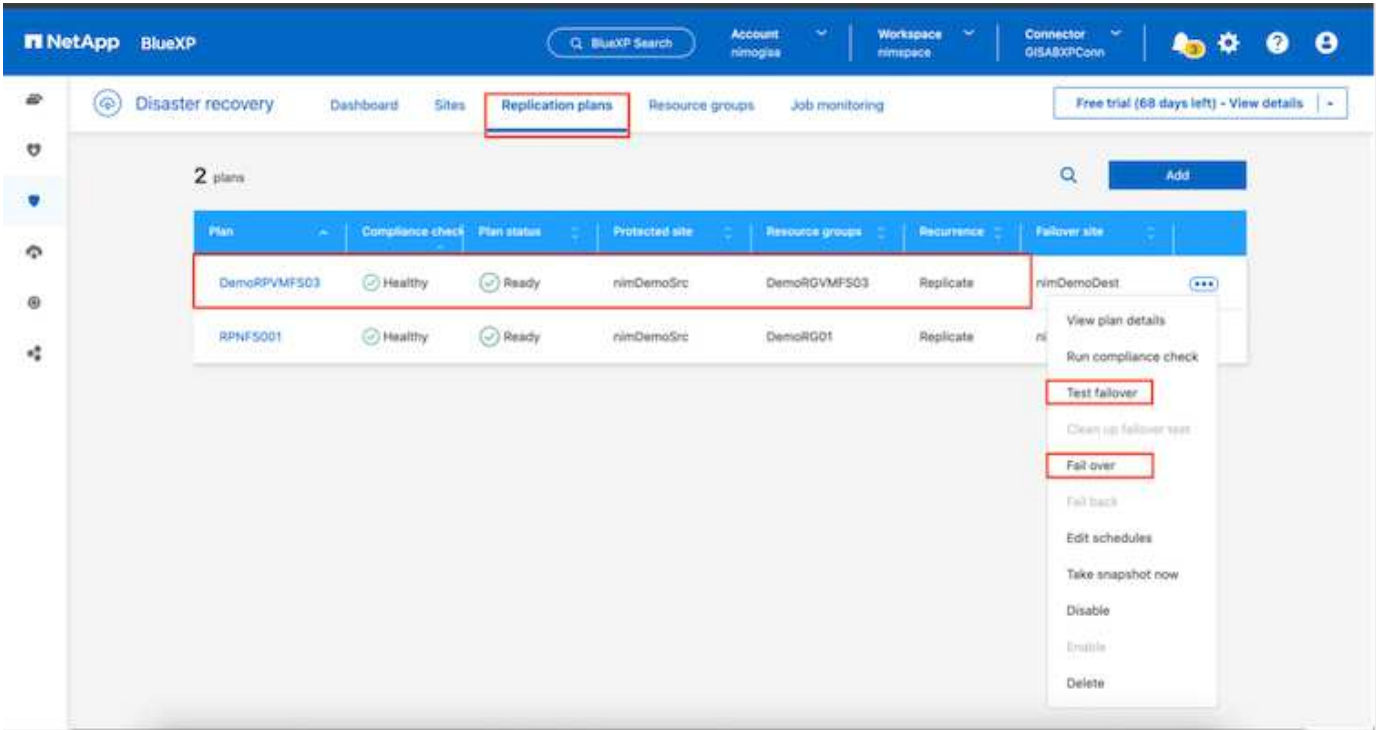 NetApp BlueXP
BlueXP Search
Account
nimogisa
Workspace
nimspace
Connector
GISABXPConn
3
Disaster recovery
Dashboard
Sites
Replication plans
Resource groups
Job monitoring
Free trial (68 days left) - View details
2 plans
Add
Plan
Compliance check
Plan status
Protected site
Resource groups
Recurrence
Failover site
DemoRPVMFS03
Healthy
Ready
nimDemoSrc
DemoRGVMFS03
Replicate
nimDemoDest
RPNFS001
Healthy
Ready
nimDemoSrc
DemoRG01
Replicate
ni
View plan details
Run compliance check
Test failover
Clean up failover test
Fail over
Fail back
Edit schedules
Take snapshot now
Disable
Enable
Delete